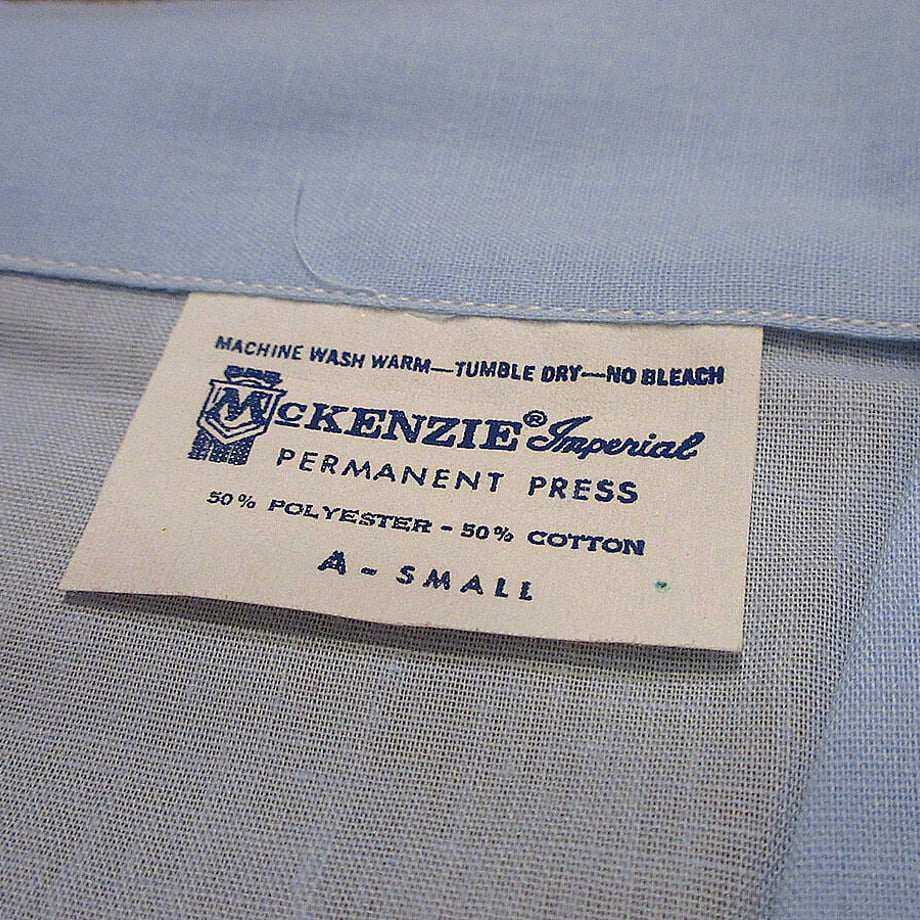 MACHINE WASH WARM—TUMBLE DRY—NO BLEACH
McKENZIE® Imperial
PERMANENT PRESS
50% POLYESTER - 50% COTTON
A - SMALL